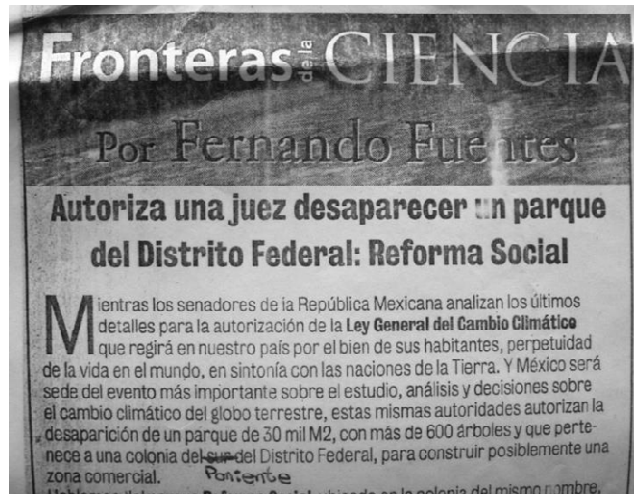 Fronteras de la CIENCIA
Por Fernando Fuentes
Autoriza una juez desaparecer un parque
del Distrito Federal: Reforma Social
Mientras los senadores de la República Mexicana analizan los últimos
detalles para la autorización de la Ley General del Cambio Climático
que regirá en nuestro país por el bien de sus habitantes, perpetuidad
de la vida en el mundo, en sintonía con las naciones de la Tierra. Y México será
sede del evento más importante sobre el estudio, análisis y decisiones sobre
el cambio climático del globo terrestre, estas mismas autoridades autorizan la
desaparición de un parque de 30 mil M2, con más de 600 árboles y que perte-
nece a una colonia del sur del Distrito Federal, para construir posiblemente una
zona comercial. Poniente
colonia del mismo nombre,